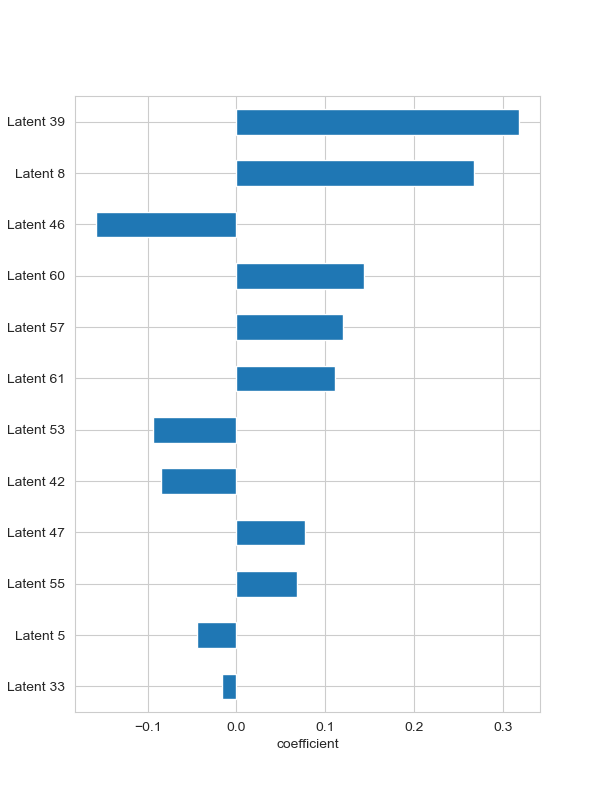 Latent 39
Latent 8
Latent 46
Latent 60
Latent 57
Latent 61
Latent 53
Latent 42
Latent 47
Latent 55
Latent 5
Latent 33
−0.1 0.0 0.1 0.2 0.3
coefficient